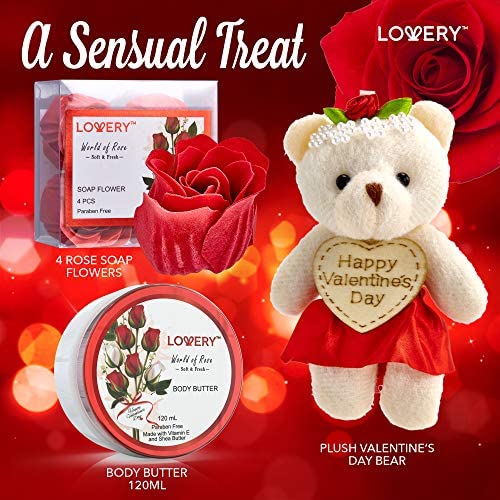 A Sensual Treat
LOVERY™
LOVERY™
World of Rose
Soft & Fresh
SOAP FLOWER
4 PCS
Paraben Free
4 ROSE SOAP
FLOWERS
Happy
Valentine's
Day
LOVERY™
World of Rose
Soft & Fresh
BODY BUTTER
120 mL
Paraben Free
Made with Vitamin E
and Shea Butter
BODY BUTTER
120ML
PLUSH VALENTINE'S
DAY BEAR